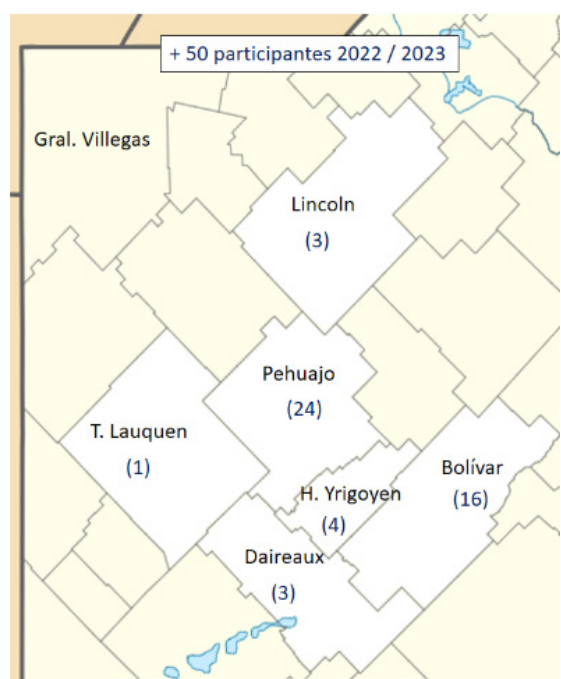 + 50 participantes 2022 / 2023
Gral. Villegas
Lincoln
(3)
Pehuajo
(24)
T. Lauquen
(1)
Bolívar
(16)
H. Yrigoyen
(4)
Daireaux
(3)